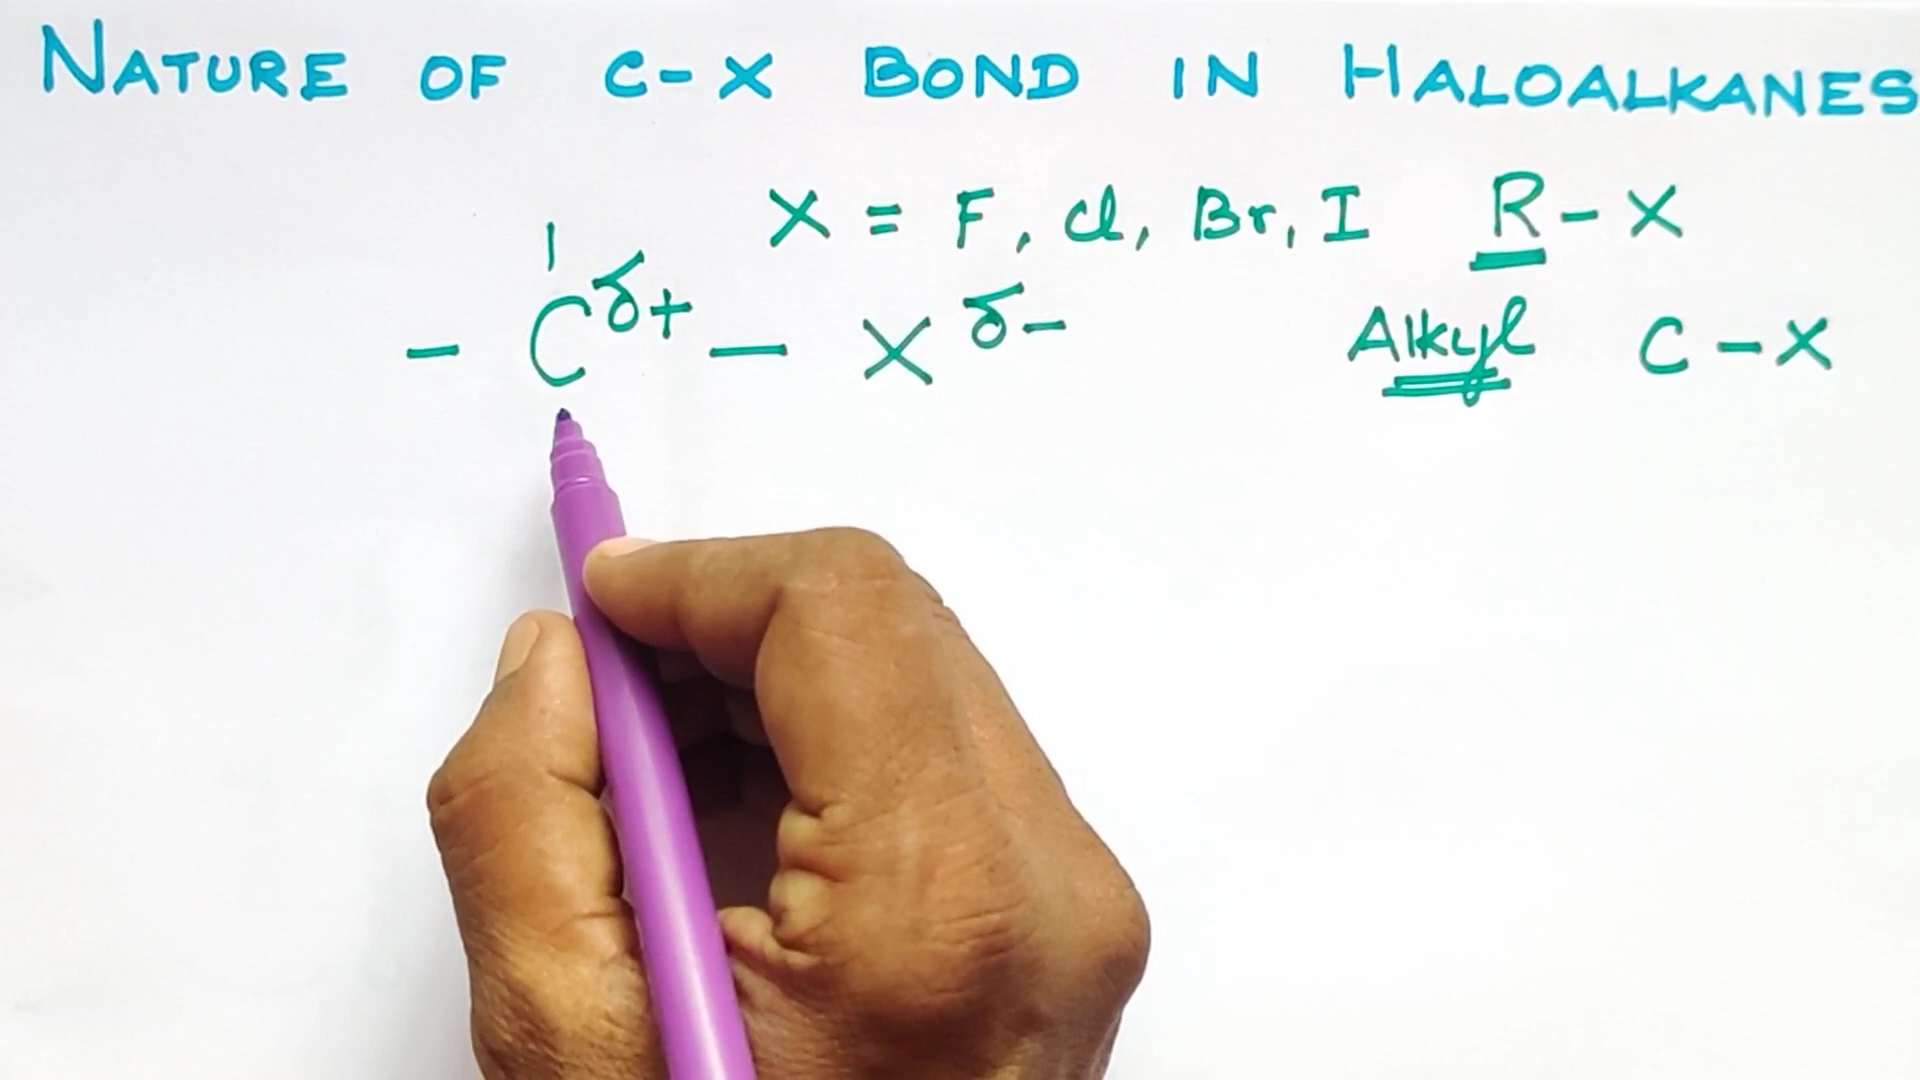 NATURE OF C-X BOND IN HALOALKANES
X = F, Cl, Br, I R-X
- C δ+ - X δ-
Alkyl C-X